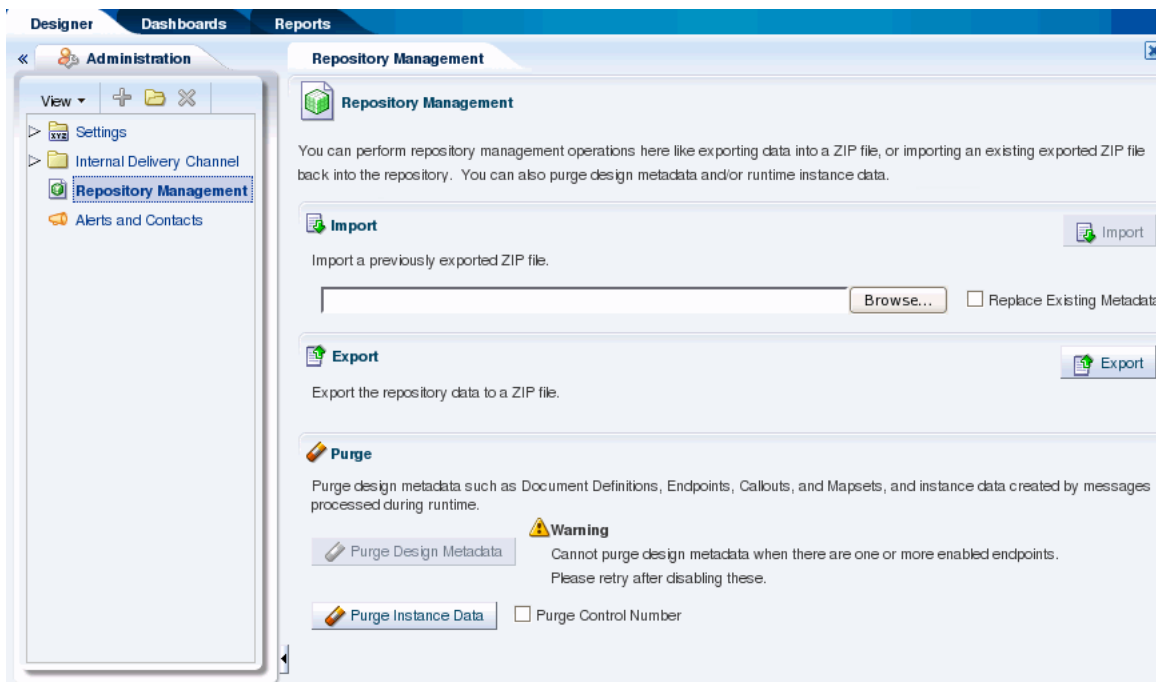 Designer Dashboards Reports
« Administration
View
Settings
Internal Delivery Channel
Repository Management
Alerts and Contacts
Repository Management
Repository Management
You can perform repository management operations here like exporting data into a ZIP file, or importing an existing exported ZIP file
back into the repository. You can also purge design metadata and/or runtime instance data.
Import
Import
Import a previously exported ZIP file.
Browse... Replace Existing Metadata
Export
Export
Export the repository data to a ZIP file.
Purge
Purge design metadata such as Document Definitions, Endpoints, Callouts, and Mapsets, and instance data created by messages
processed during runtime.
Purge Design Metadata
Warning
Cannot purge design metadata when there are one or more enabled endpoints.
Please retry after disabling these.
Purge Instance Data Purge Control Number